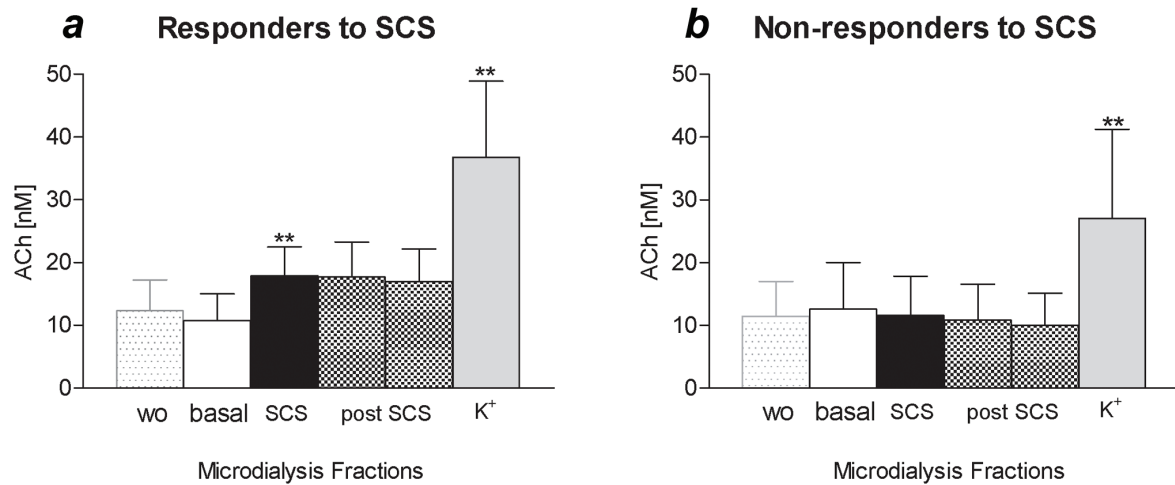 a Responders to SCS
**
50
40
30
20
10
0
ACh [nM]
**
wo basal SCS post SCS K⁺
Microdialysis Fractions
b Non-responders to SCS
50
40
30
20
10
0
ACh [nM]
**
wo basal SCS post SCS K⁺
Microdialysis Fractions